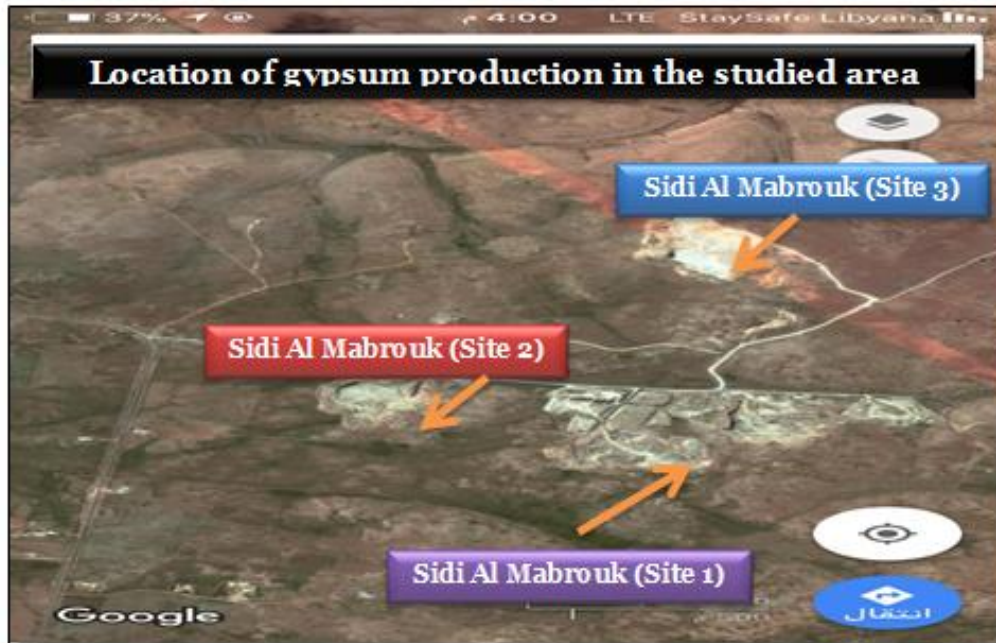 37% 4:00 م LTE StaySafe Libyana
Location of gypsum production in the studied area
Sidi Al Mabrouk (Site 3)
Sidi Al Mabrouk (Site 2)
Sidi Al Mabrouk (Site 1)
Google
انتقال